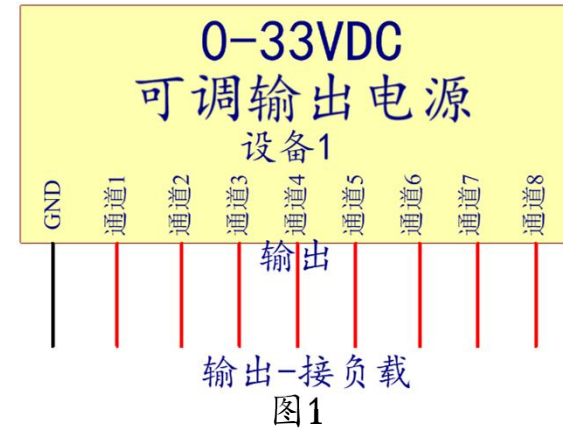 0-33VDC
可调输出电源
设备1
GND 通道1 通道2 通道3 通道4 通道5 通道6 通道7 通道8
输出
输出-接负载
图1